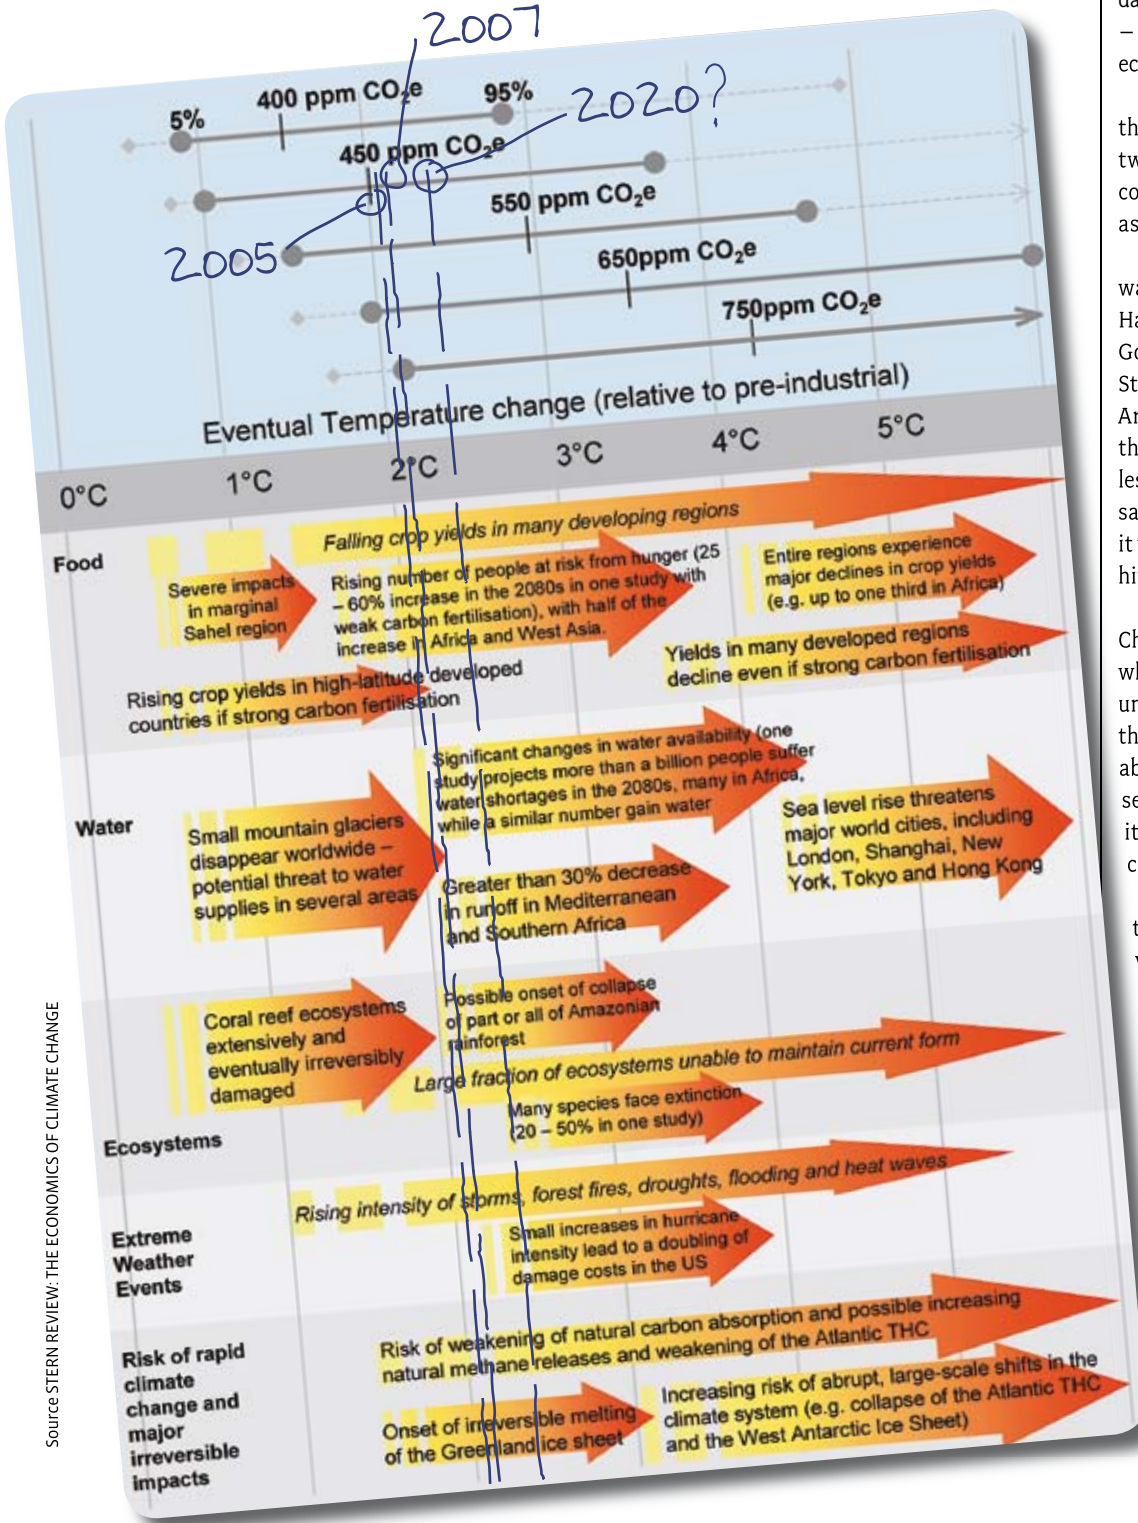 2007
2020?
2005
5%
400 ppm CO₂e
95%
450 ppm CO₂e
550 ppm CO₂e
650ppm CO₂e
750ppm CO₂e
Eventual Temperature change (relative to pre-industrial)
0°C 1°C 2°C 3°C 4°C 5°C
Food
Falling crop yields in many developing regions
Severe impacts
in marginal
Sahel region
Rising number of people at risk from hunger (25
– 60% increase in the 2080s in one study with
weak carbon fertilisation), with half of the
increase in Africa and West Asia.
Entire regions experience
major declines in crop yields
(e.g. up to one third in Africa)
Yields in many developed regions
decline even if strong carbon fertilisation
Rising crop yields in high-latitude developed
countries if strong carbon fertilisation
Water
Small mountain glaciers
disappear worldwide –
potential threat to water
supplies in several areas
Significant changes in water availability (one
study projects more than a billion people suffer
water shortages in the 2080s, many in Africa,
while a similar number gain water
Greater than 30% decrease
in runoff in Mediterranean
and Southern Africa
Sea level rise threatens
major world cities, including
London, Shanghai, New
York, Tokyo and Hong Kong
Ecosystems
Coral reef ecosystems
extensively and
eventually irreversibly
damaged
Possible onset of collapse
of part or all of Amazonian
rainforest
Large fraction of ecosystems unable to maintain current form
Many species face extinction
(20 – 50% in one study)
Extreme
Weather
Events
Rising intensity of storms, forest fires, droughts, flooding and heat waves
Small increases in hurricane
intensity lead to a doubling of
damage costs in the US
Risk of rapid
climate
change and
major
irreversible
impacts
Risk of weakening of natural carbon absorption and possible increasing
natural methane releases and weakening of the Atlantic THC
Onset of irreversible melting
of the Greenland ice sheet
Increasing risk of abrupt, large-scale shifts in the
climate system (e.g. collapse of the Atlantic THC
and the West Antarctic Ice Sheet)
Source STERN REVIEW: THE ECONOMICS OF CLIMATE CHANGE